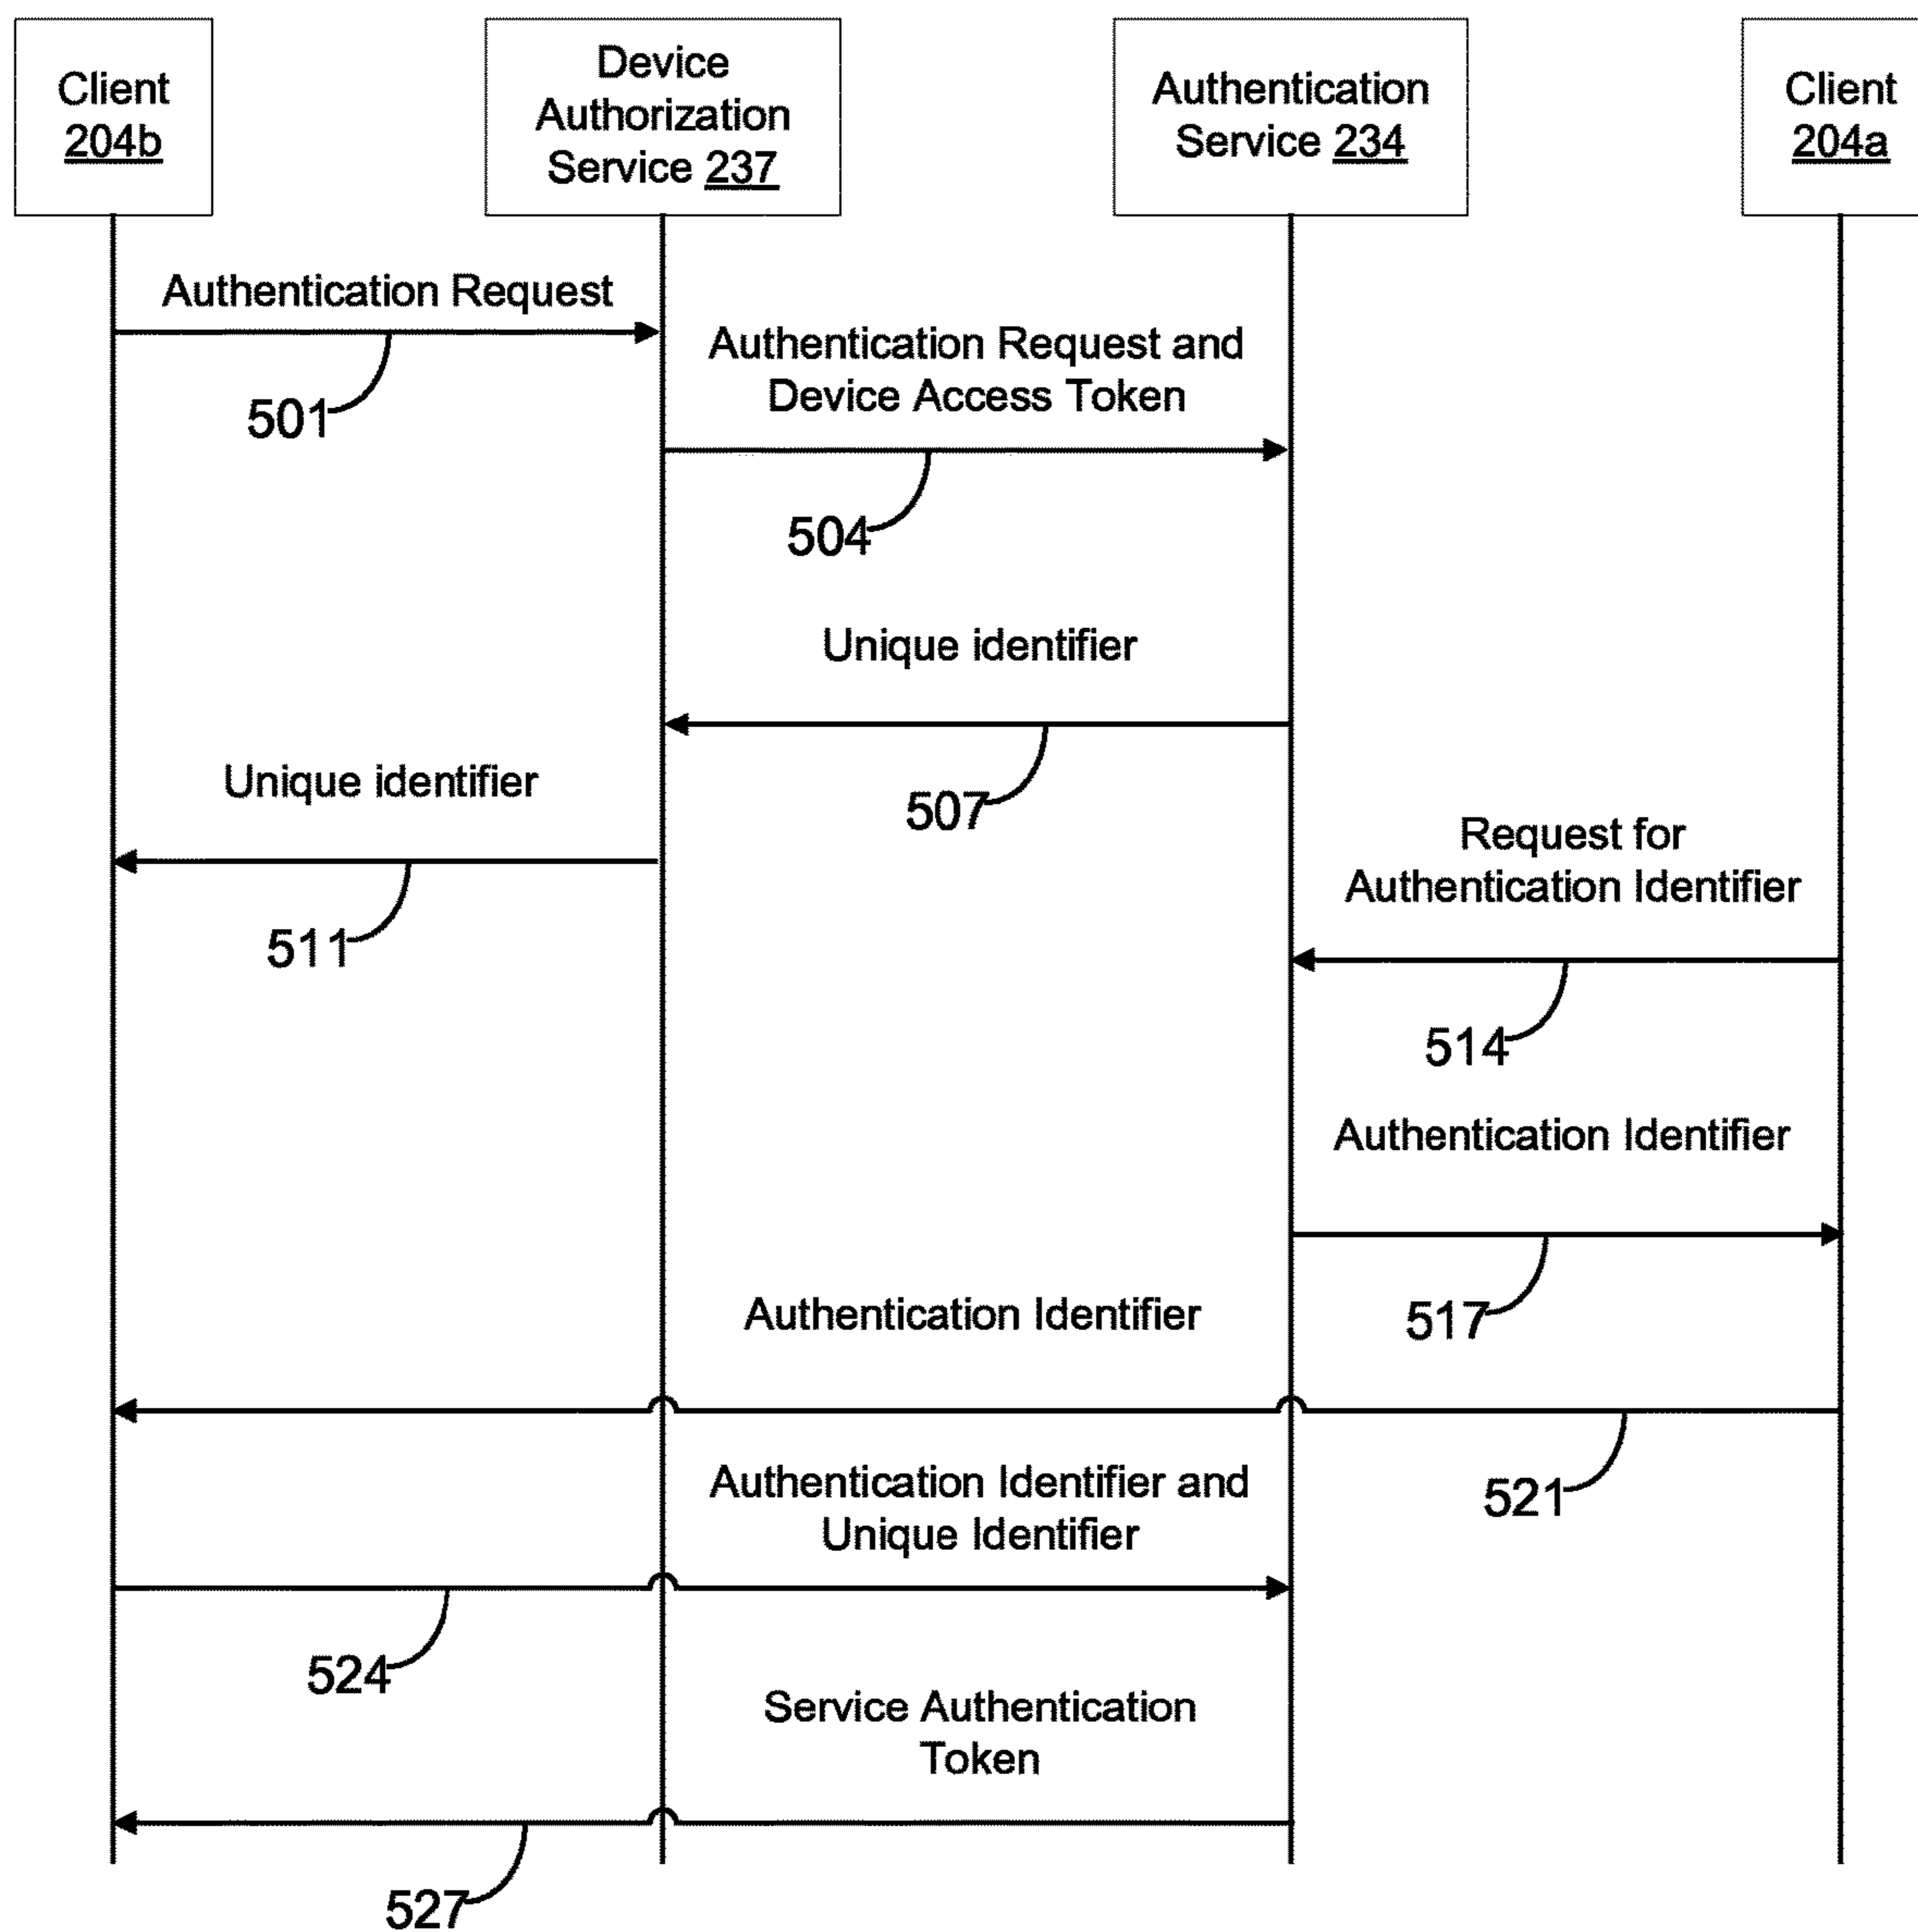 Client
204b
Device
Authorization
Service 237
Authentication
Service 234
Client
204a
Authentication Request
501
Authentication Request and
Device Access Token
504
Unique identifier
507
Unique identifier
511
Request for
Authentication Identifier
514
Authentication Identifier
517
Authentication Identifier
521
Authentication Identifier and
Unique Identifier
524
Service Authentication
Token
527